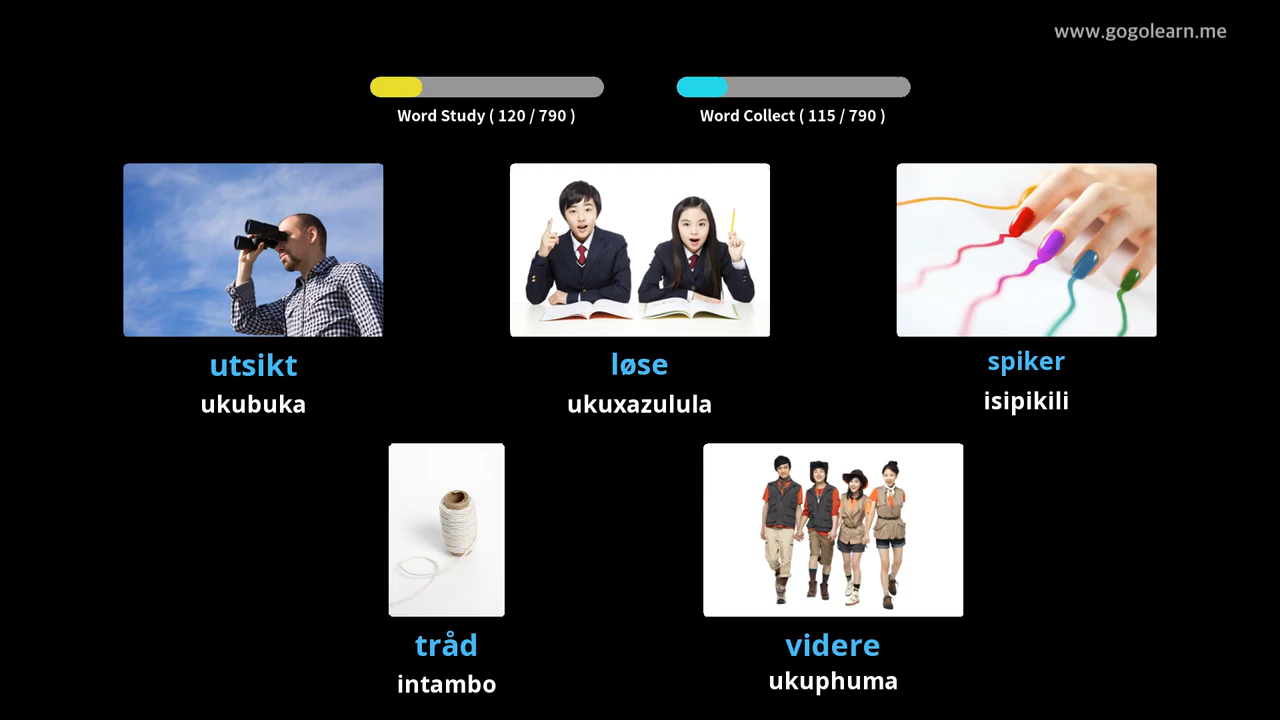 www.gogolearn.me
Word Study ( 120 / 790 )
Word Collect ( 115 / 790 )
utsikt
ukubuka
løse
ukuxazulula
spiker
isipikili
tråd
intambo
videre
ukuphuma